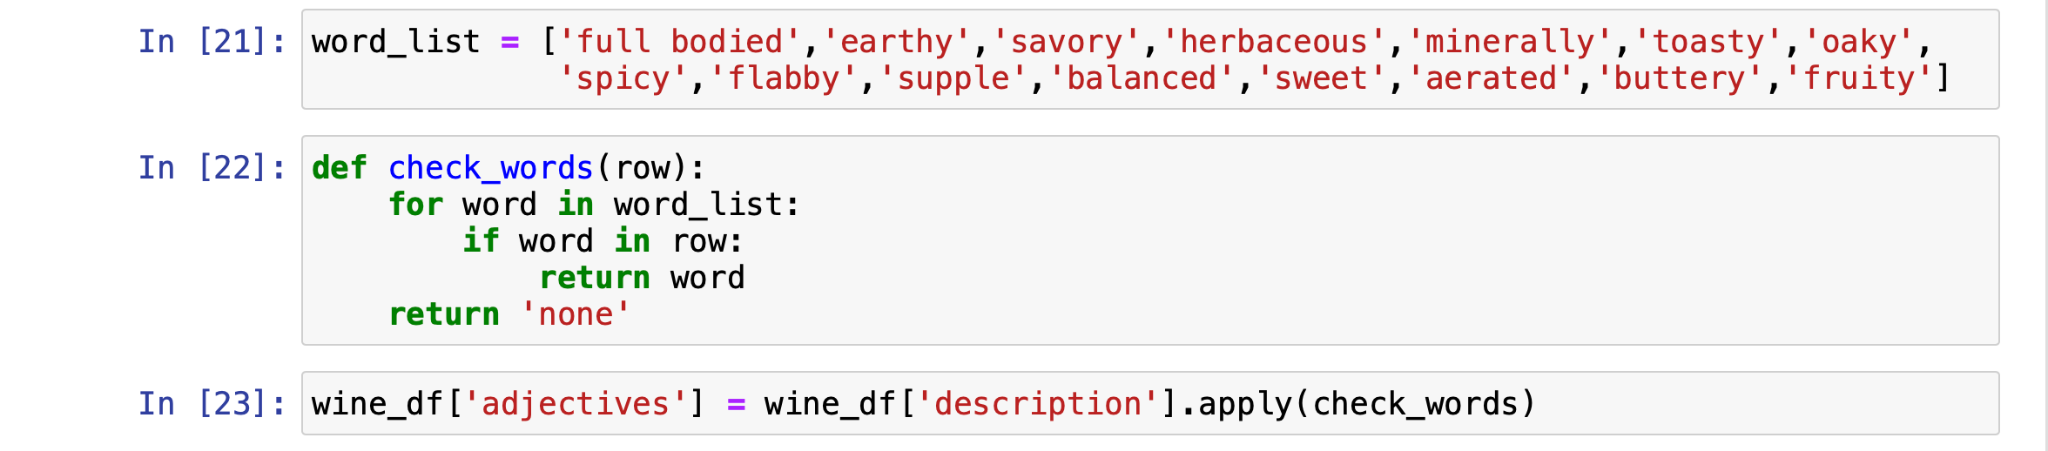 In [21]: word_list = ['full bodied','earthy','savory','herbaceous','minerally','toasty','oaky',
'spicy','flabby','supple','balanced','sweet','aerated','buttery','fruity']
In [22]: def check_words(row):
for word in word_list:
if word in row:
return word
return 'none'
In [23]: wine_df['adjectives'] = wine_df['description'].apply(check_words)